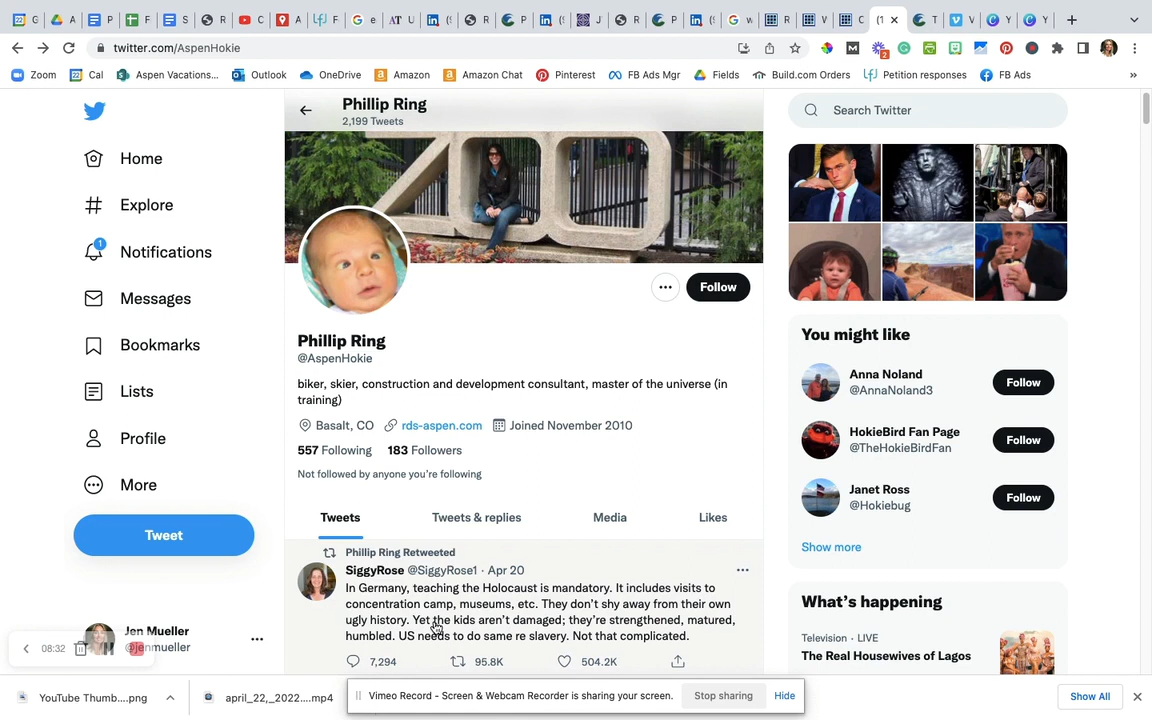 twitter.com/AspenHokie
2
Zoom
Cal
Aspen Vacations...
Outlook
OneDrive
Amazon
Amazon Chat
Pinterest
FB Ads Mgr
Fields
Build.com Orders
Petition responses
FB Ads
Home
Explore
1
Notifications
Messages
Bookmarks
Lists
Profile
More
Tweet
Jen Mueller
@jenmueller
08:32
Phillip Ring
2,199 Tweets
Follow
Phillip Ring
@AspenHokie
biker, skier, construction and development consultant, master of the universe (in
training)
Basalt, CO rds-aspen.com Joined November 2010
557 Following 183 Followers
Not followed by anyone you're following
Tweets Tweets & replies Media Likes
Phillip Ring Retweeted
SiggyRose @SiggyRose1 · Apr 20
In Germany, teaching the Holocaust is mandatory. It includes visits to
concentration camp, museums, etc. They don't shy away from their own
ugly history. Yet the kids aren't damaged; they're strengthened, matured,
humbled. US needs to do same re slavery. Not that complicated.
7,294 95.8K 504.2K
Search Twitter
You might like
Anna Noland
@AnnaNoland3
Follow
HokieBird Fan Page
@TheHokieBirdFan
Follow
Janet Ross
@Hokiebug
Follow
Show more
What's happening
Television · LIVE
The Real Housewives of Lagos
YouTube Thumb....png
april_22,_2022....mp4
Vimeo Record - Screen & Webcam Recorder is sharing your screen.
Stop sharing
Hide
Show All